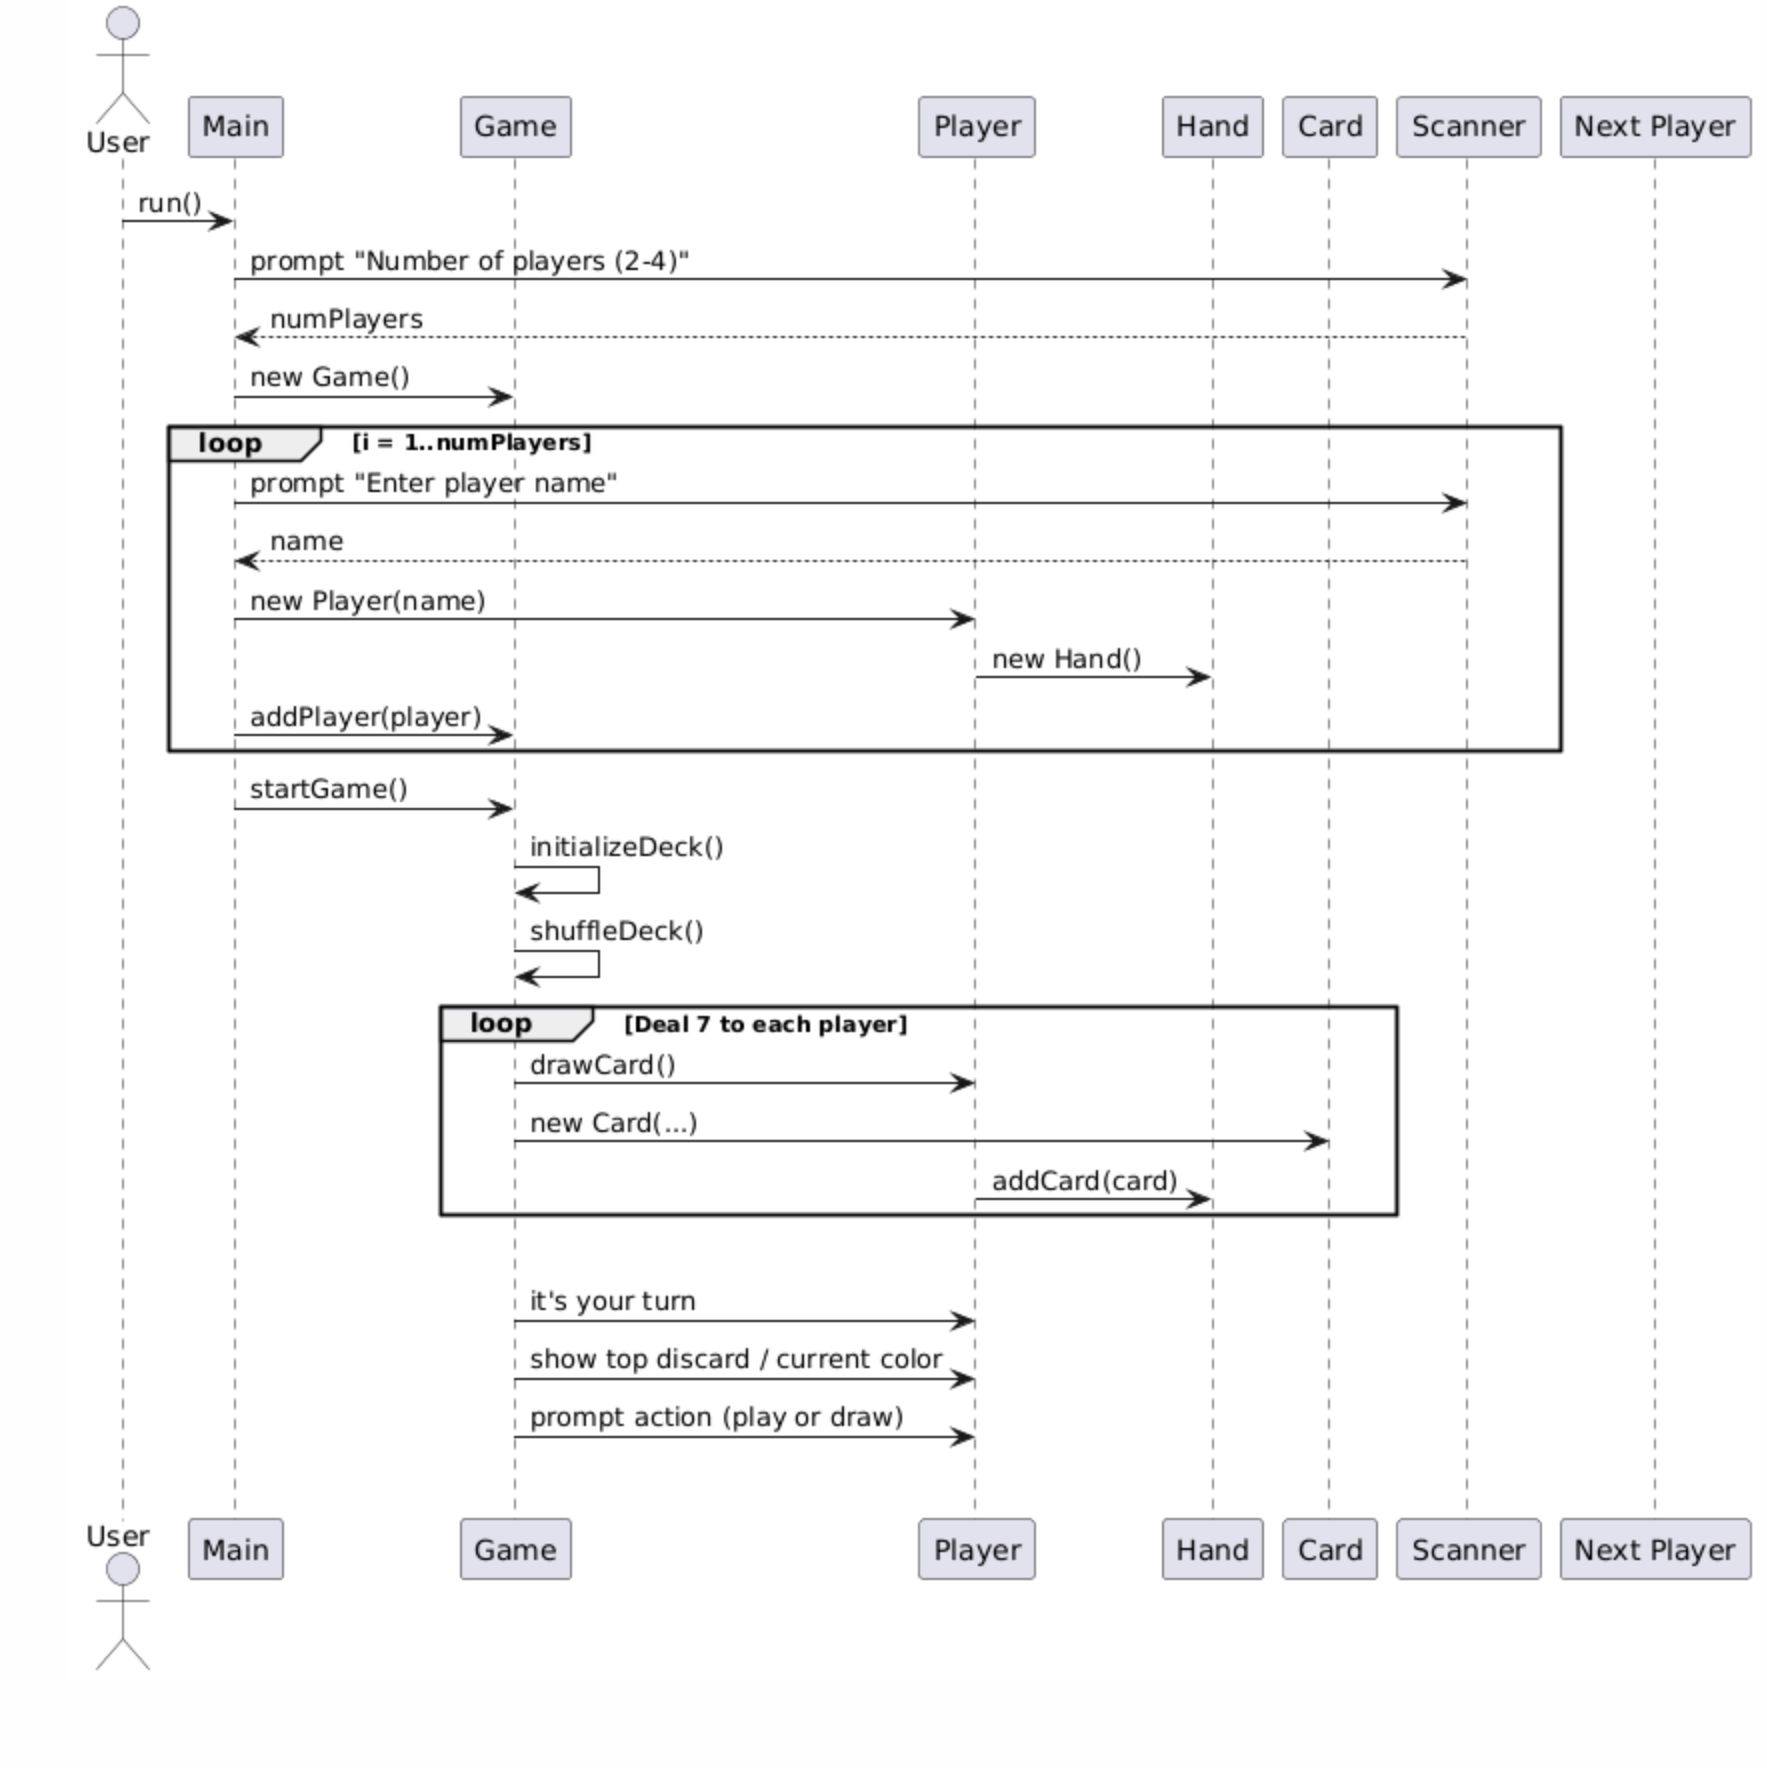 User
Main
Game
Player
Hand
Card
Scanner
Next Player
run()
prompt "Number of players (2-4)"
numPlayers
new Game()
loop [i = 1..numPlayers]
prompt "Enter player name"
name
new Player(name)
new Hand()
addPlayer(player)
startGame()
initializeDeck()
shuffleDeck()
loop [Deal 7 to each player]
drawCard()
new Card(...)
addCard(card)
it's your turn
show top discard / current color
prompt action (play or draw)
User
Main
Game
Player
Hand
Card
Scanner
Next Player